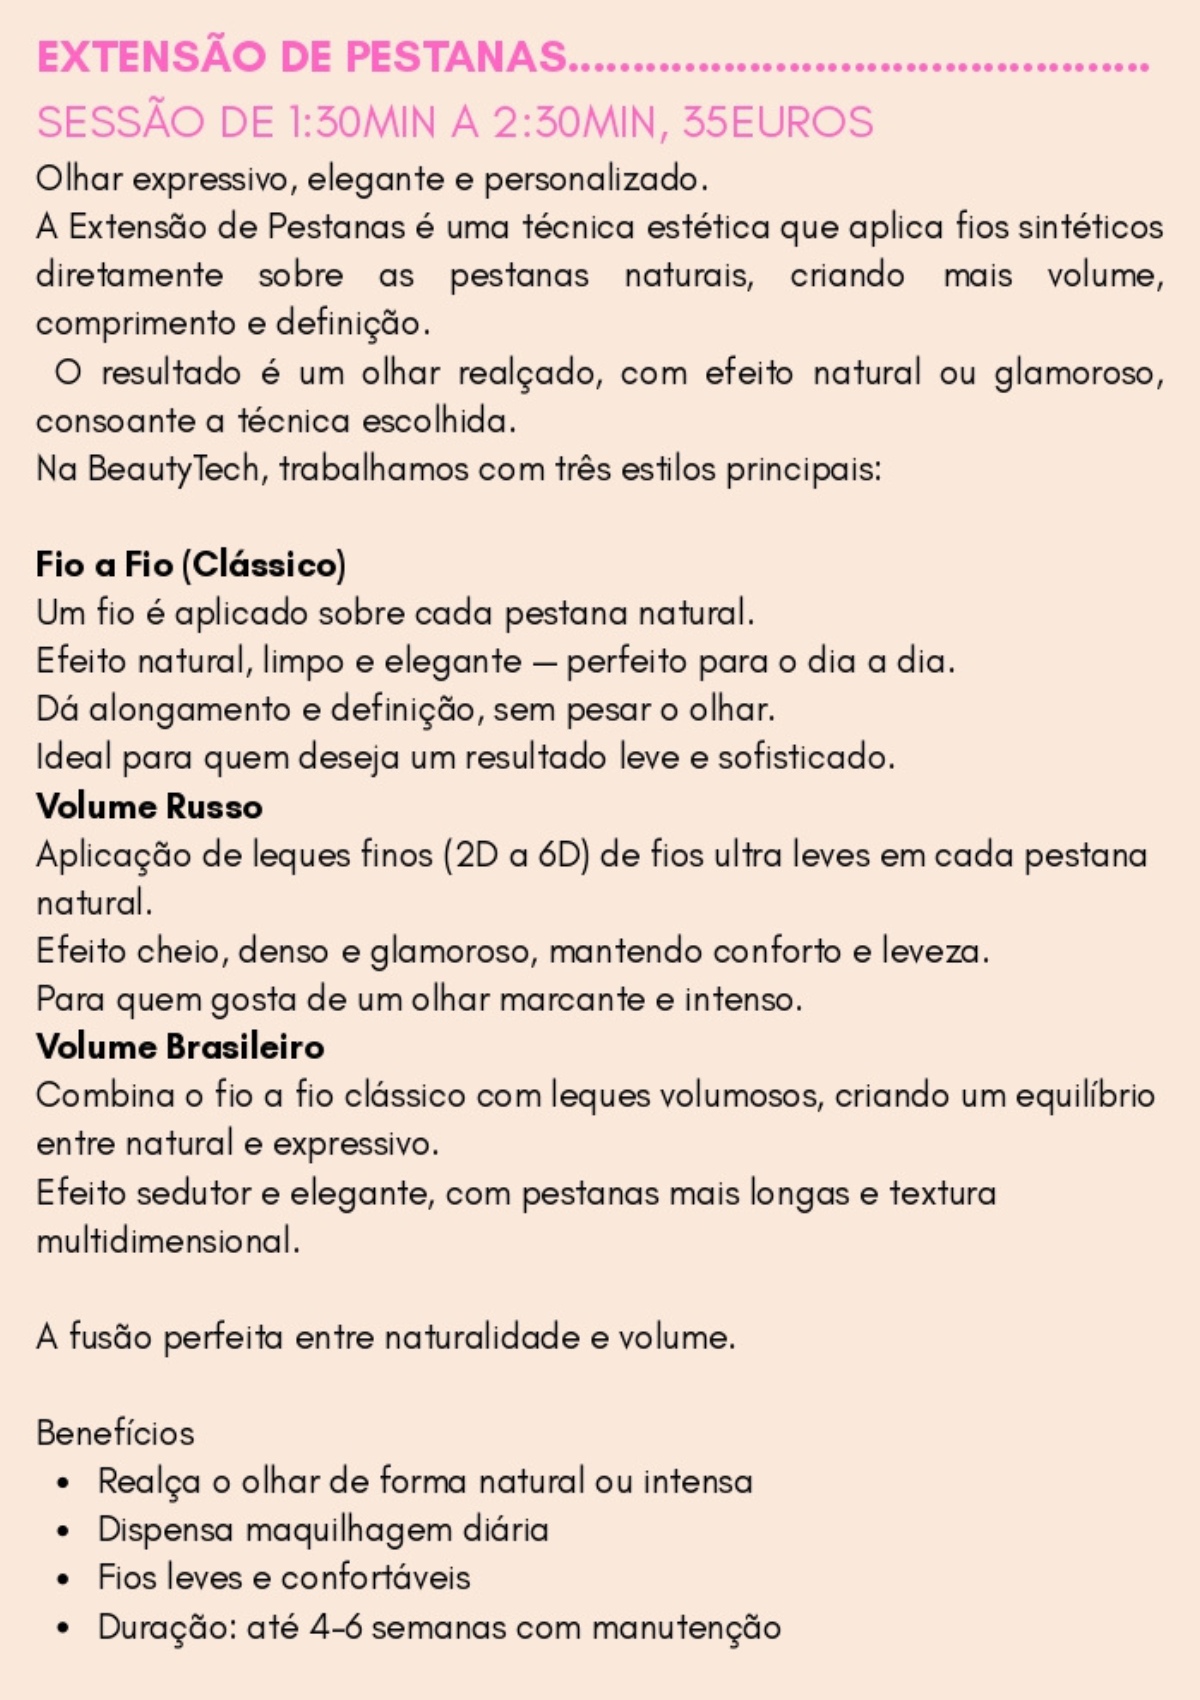 EXTENSÃO DE PESTANAS.............................................
SESSÃO DE 1:30MIN A 2:30MIN, 35EUROS
Olhar expressivo, elegante e personalizado.
A Extensão de Pestanas é uma técnica estética que aplica fios sintéticos
diretamente sobre as pestanas naturais, criando mais volume,
comprimento e definição.
O resultado é um olhar realçado, com efeito natural ou glamoroso,
consoante a técnica escolhida.
Na BeautyTech, trabalhamos com três estilos principais:
Fio a Fio (Clássico)
Um fio é aplicado sobre cada pestana natural.
Efeito natural, limpo e elegante — perfeito para o dia a dia.
Dá alongamento e definição, sem pesar o olhar.
Ideal para quem deseja um resultado leve e sofisticado.
Volume Russo
Aplicação de leques finos (2D a 6D) de fios ultra leves em cada pestana
natural.
Efeito cheio, denso e glamoroso, mantendo conforto e leveza.
Para quem gosta de um olhar marcante e intenso.
Volume Brasileiro
Combina o fio a fio clássico com leques volumosos, criando um equilíbrio
entre natural e expressivo.
Efeito sedutor e elegante, com pestanas mais longas e textura
multidimensional.
A fusão perfeita entre naturalidade e volume.
Benefícios
• Realça o olhar de forma natural ou intensa
• Dispensa maquilhagem diária
• Fios leves e confortáveis
• Duração: até 4-6 semanas com manutenção